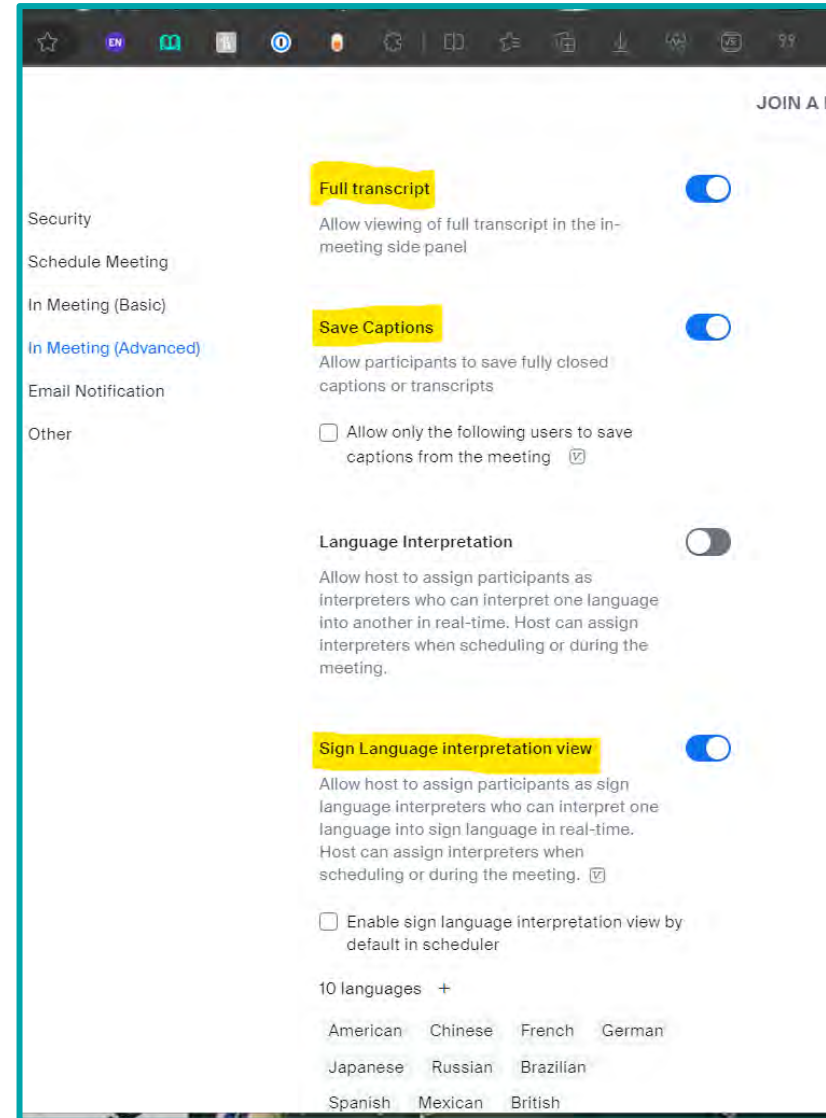 EN
JOIN A
Security
Schedule Meeting
In Meeting (Basic)
In Meeting (Advanced)
Email Notification
Other
Full transcript
Allow viewing of full transcript in the in-
meeting side panel
Save Captions
Allow participants to save fully closed
captions or transcripts
Allow only the following users to save
captions from the meeting
Language Interpretation
Allow host to assign participants as
interpreters who can interpret one language
into another in real-time. Host can assign
interpreters when scheduling or during the
meeting.
Sign Language interpretation view
Allow host to assign participants as sign
language interpreters who can interpret one
language into sign language in real-time.
Host can assign interpreters when
scheduling or during the meeting.
Enable sign language interpretation view by
default in scheduler
10 languages +
American Chinese French German
Japanese Russian Brazilian
Spanish Mexican British